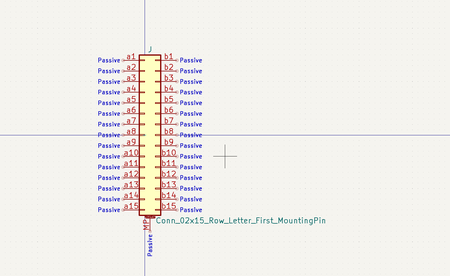 J
Passive a1 b1 Passive
Passive a2 b2 Passive
Passive a3 b3 Passive
Passive a4 b4 Passive
Passive a5 b5 Passive
Passive a6 b6 Passive
Passive a7 b7 Passive
Passive a8 b8 Passive
Passive a9 b9 Passive
Passive a10 b10 Passive
Passive a11 b11 Passive
Passive a12 b12 Passive
Passive a13 b13 Passive
Passive a14 b14 Passive
Passive a15 b15 Passive
Conn_02x15_Row_Letter_First_MountingPin
MP
Passive